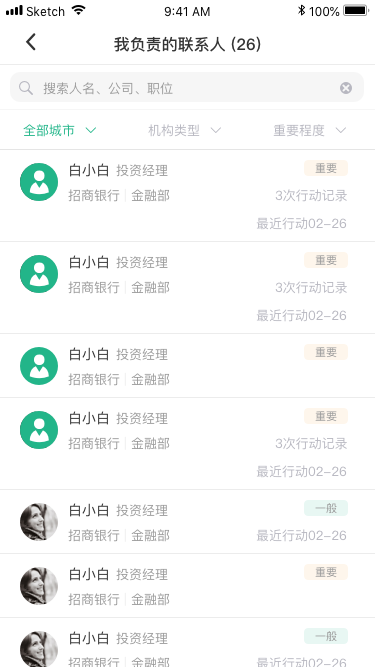 Sketch 9:41 AM 100%
我负责的联系人 (26)
搜索人名、公司、职位
全部城市 机构类型 重要程度
白小白 投资经理 重要
招商银行 金融部 3次行动记录
最近行动02-26
白小白 投资经理 重要
招商银行 金融部 3次行动记录
最近行动02-26
白小白 投资经理 重要
招商银行 金融部
白小白 投资经理 重要
招商银行 金融部 3次行动记录
最近行动02-26
白小白 投资经理 一般
招商银行 金融部 最近行动02-26
白小白 投资经理 重要
招商银行 金融部
白小白 投资经理 一般
招商银行 金融部 最近行动02-26